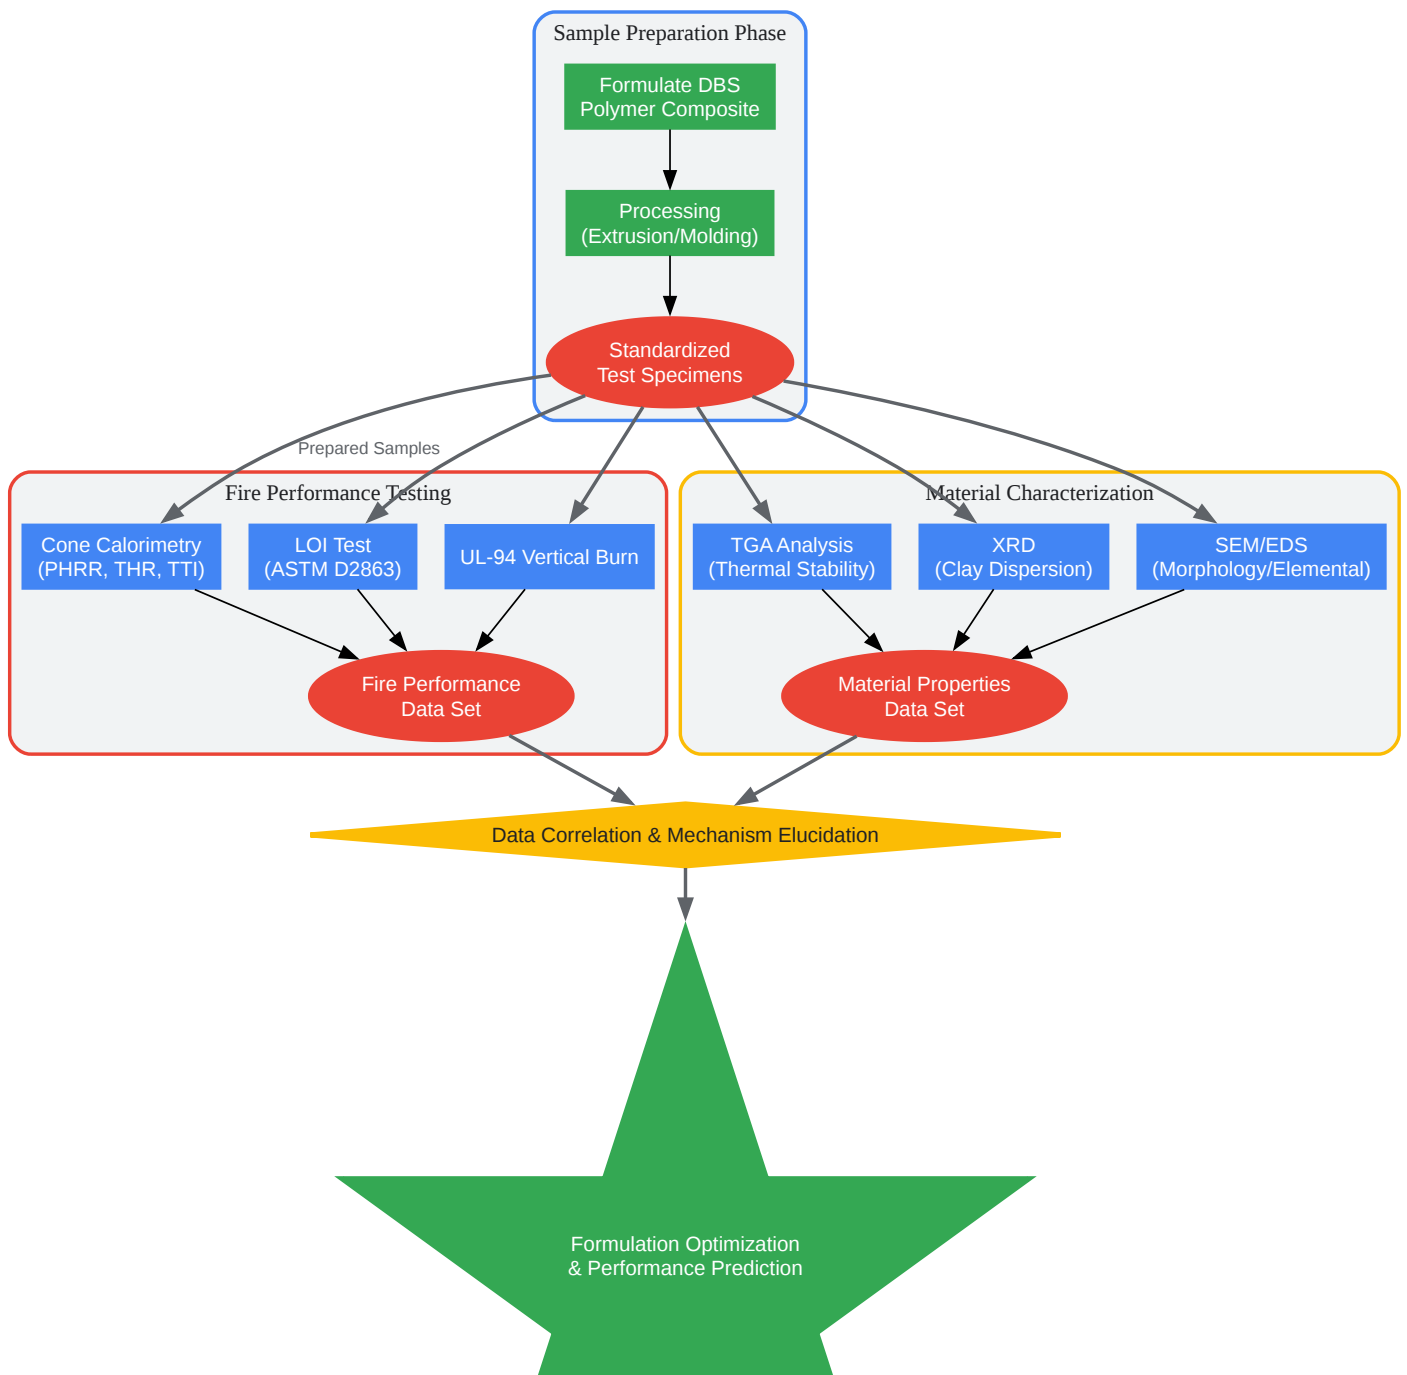 Sample Preparation Phase
Formulate DBS
Polymer Composite
Processing
(Extrusion/Molding)
Standardized
Test Specimens
Prepared Samples
Fire Performance Testing
Cone Calorimetry
(PHRR, THR, TTI)
LOI Test
(ASTM D2863)
UL-94 Vertical Burn
Fire Performance
Data Set
Material Characterization
TGA Analysis
(Thermal Stability)
XRD
(Clay Dispersion)
SEM/EDS
(Morphology/Elemental)
Material Properties
Data Set
Data Correlation & Mechanism Elucidation
Formulation Optimization
& Performance Prediction